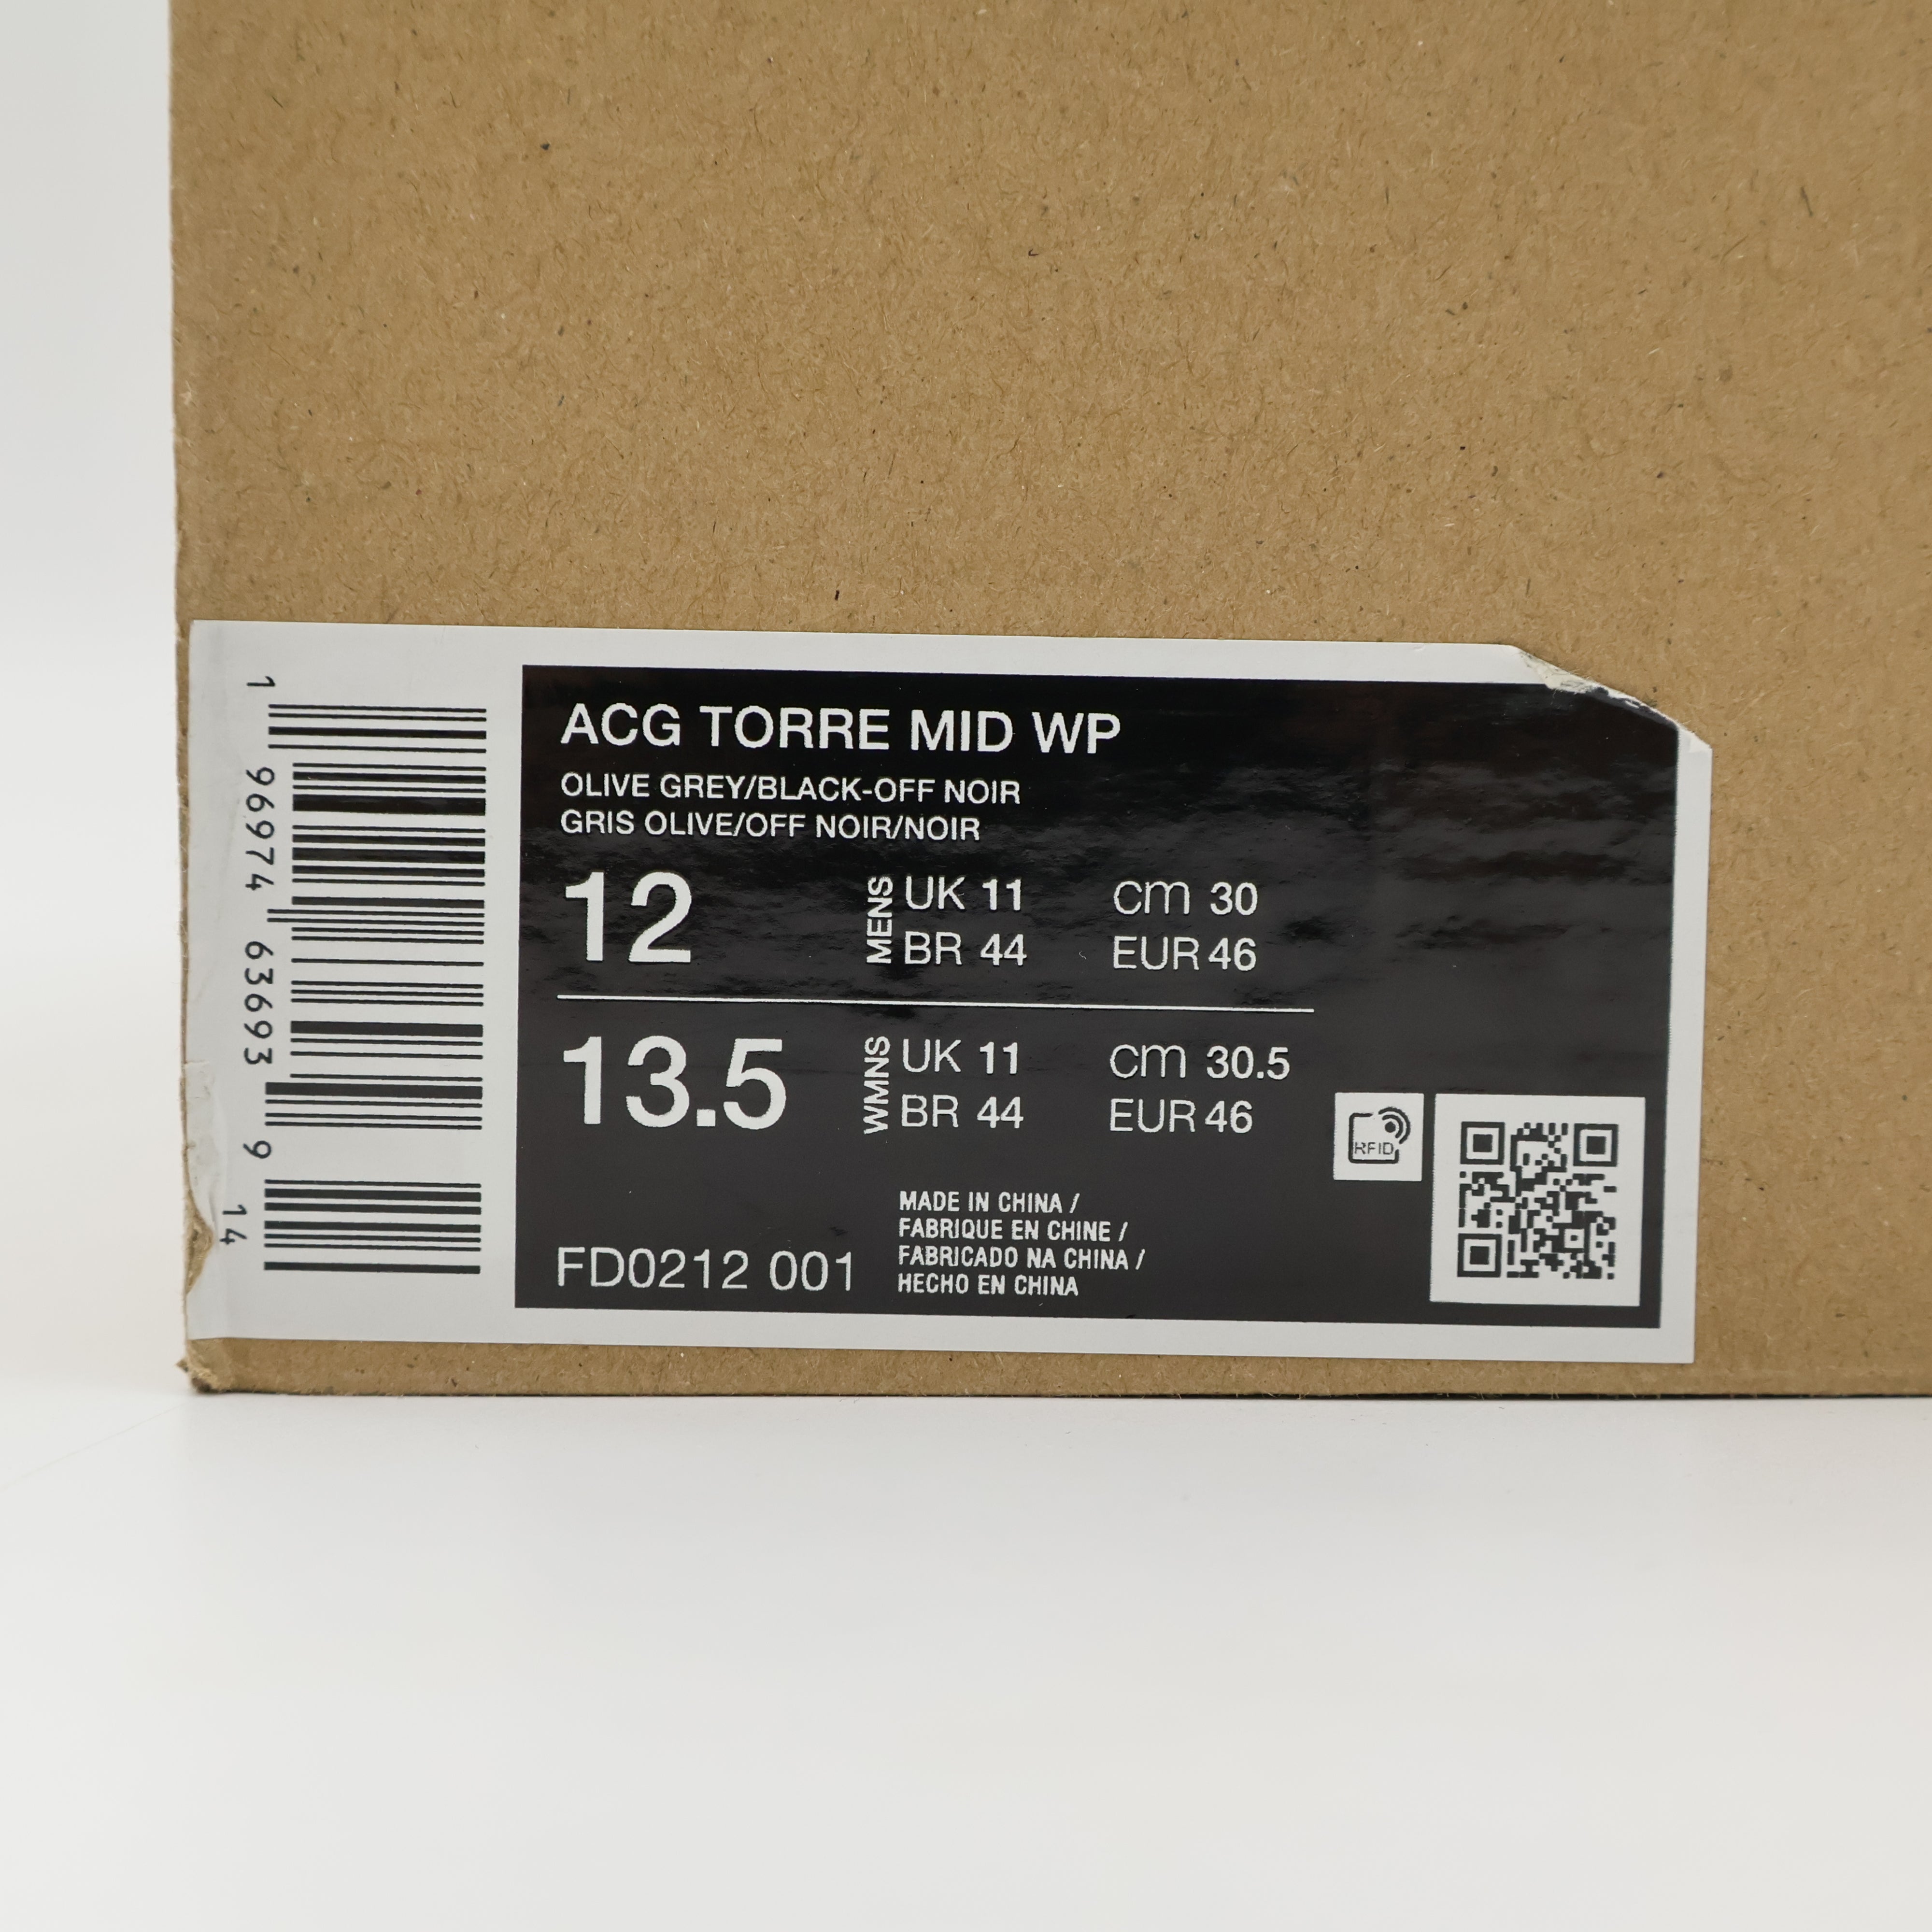 1 96974 63693 9
14
ACG TORRE MID WP
OLIVE GREY/BLACK-OFF NOIR
GRIS OLIVE/OFF NOIR/NOIR
12 MENS UK 11 cm 30
BR 44 EUR 46
13.5 WMNS UK 11 cm 30.5
BR 44 EUR 46
RFID
FD0212 001
MADE IN CHINA /
FABRIQUE EN CHINE /
FABRICADO NA CHINA /
HECHO EN CHINA